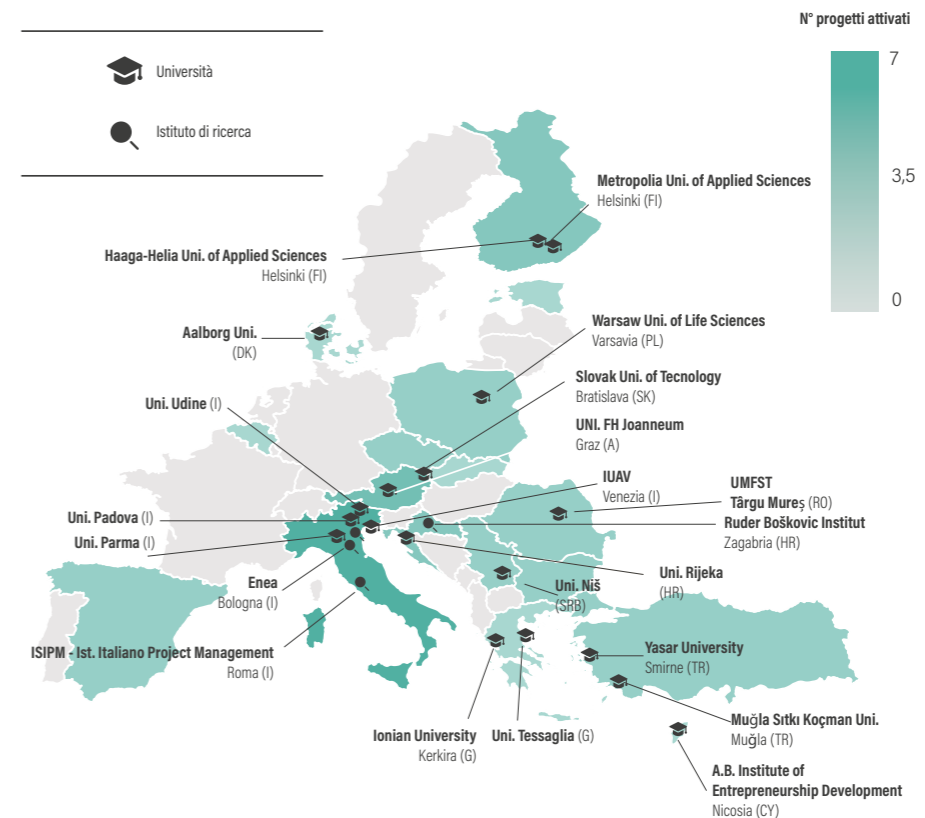 N° progetti attivati
7
3,5
0
Università
Istituto di ricerca
Metropolia Uni. of Applied Sciences
Helsinki (FI)
Haaga-Helia Uni. of Applied Sciences
Helsinki (FI)
Aalborg Uni.
(DK)
Warsaw Uni. of Life Sciences
Varsavia (PL)
Slovak Uni. of Tecnology
Bratislava (SK)
Uni. Udine (I)
UNI. FH Joanneum
Graz (A)
IUAV
Venezia (I)
UMFST
Târgu Mureş (RO)
Ruder Boškovic Institut
Zagabria (HR)
Uni. Padova (I)
Uni. Parma (I)
Uni. Rijeka
(HR)
Enea
Bologna (I)
Uni. Niš
(SRB)
ISIPM - Ist. Italiano Project Management
Roma (I)
Yasar University
Smirne (TR)
Muğla Sıtkı Koçman Uni.
Muğla (TR)
Ionian University
Kerkira (G)
Uni. Tessaglia (G)
A.B. Institute of
Entrepreneurship Development
Nicosia (CY)